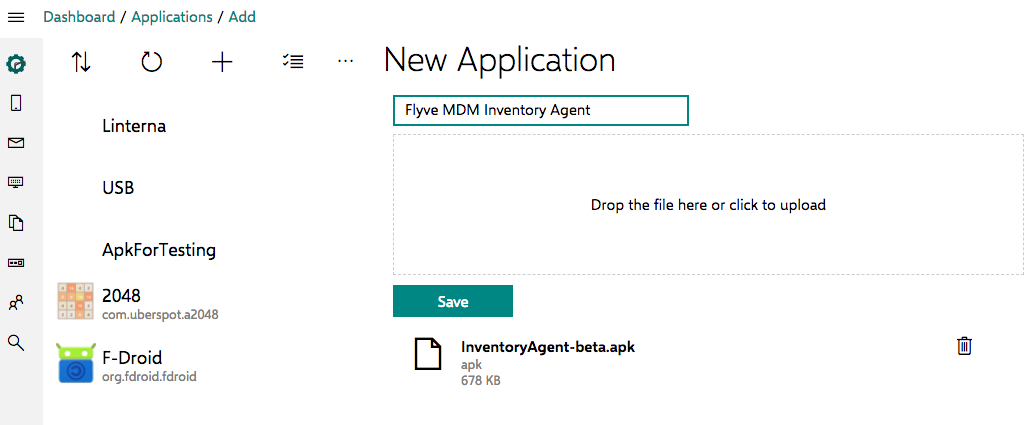 Dashboard / Applications / Add
New Application
Linterna
USB
ApkForTesting
2048
com.uberspot.a2048
F-Droid
org.fdroid.fdroid
Flyve MDM Inventory Agent
Drop the file here or click to upload
Save
InventoryAgent-beta.apk
apk
678 KB